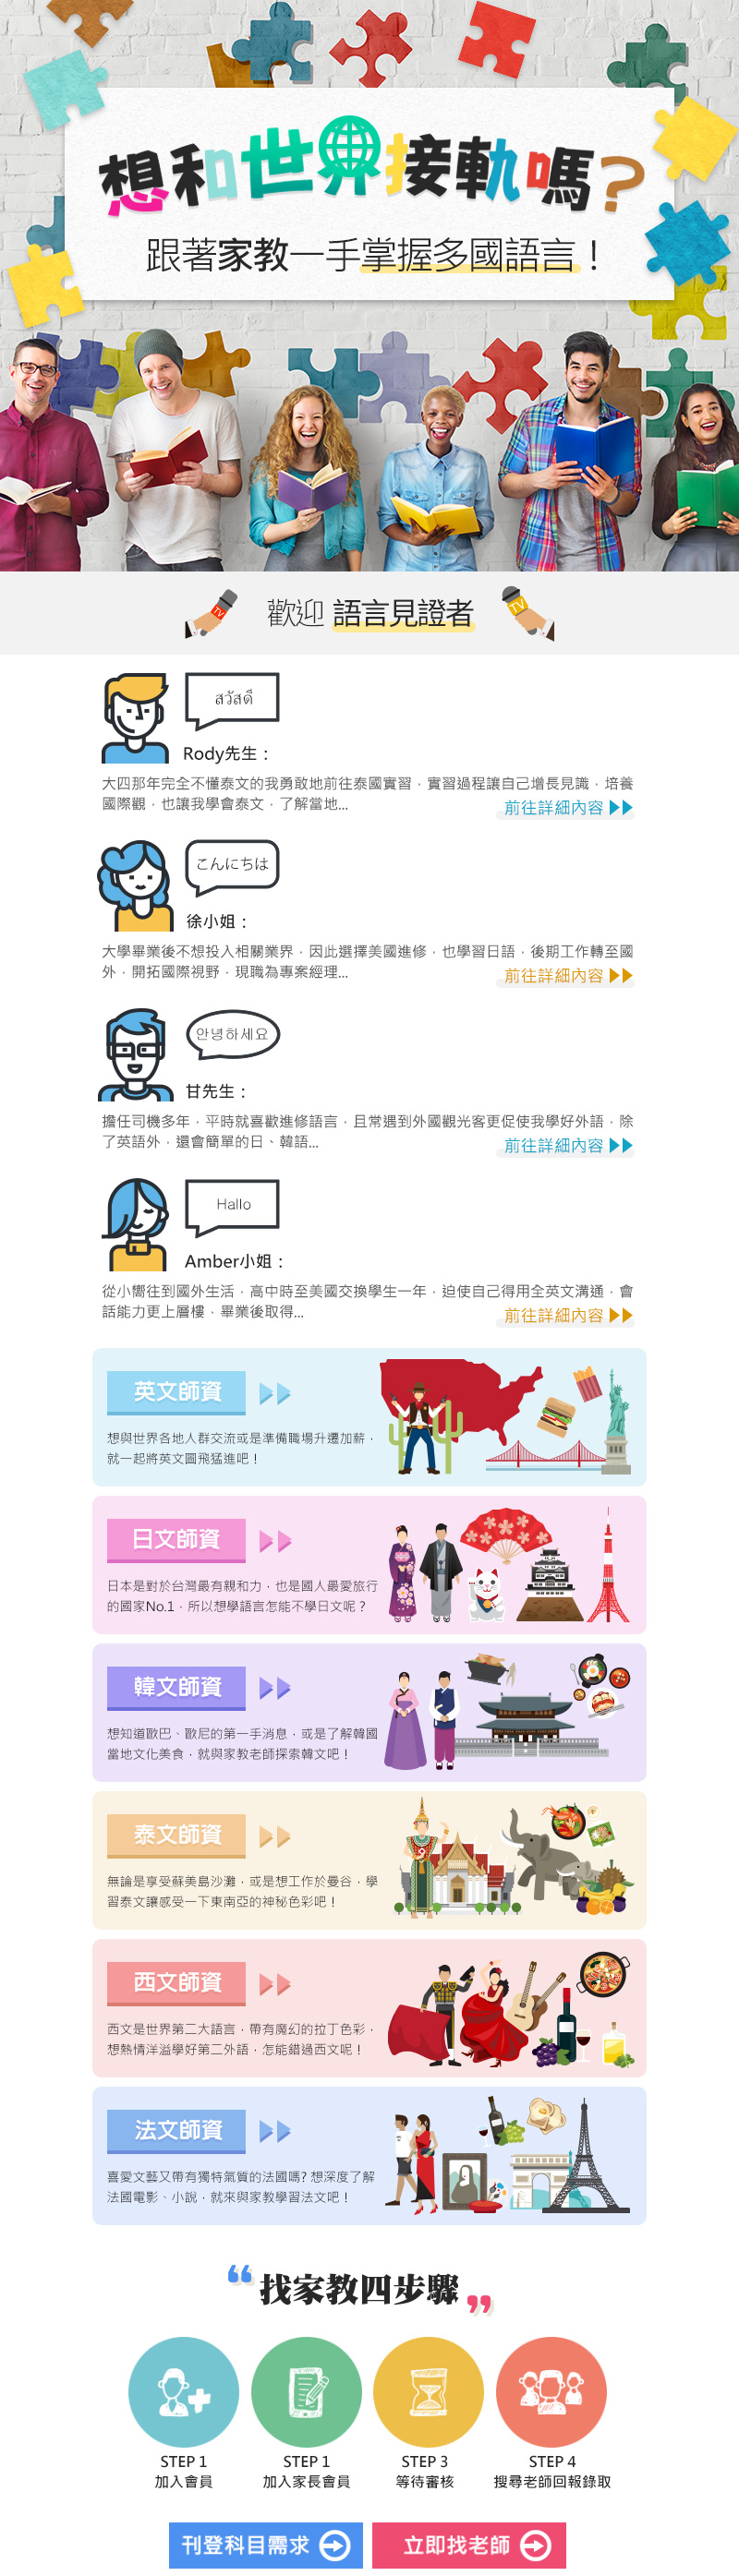 想和世界接軌嗎?
跟著家教一手掌握多國語言！
TV
歡迎 語言見證者
TV
สวัสดี
Rody先生：
大四那年完全不懂泰文的我勇敢地前往泰國實習，實習過程讓自己增長見識，培養
國際觀，也讓我學會泰文，了解當地...
前往詳細內容
こんにちは
徐小姐：
大學畢業後不想投入相關業界，因此選擇美國進修，也學習日語，後期工作轉至國
外，開拓國際視野，現職為專案經理...
前往詳細內容
안녕하세요
甘先生：
擔任司機多年，平時就喜歡進修語言，且常遇到外國觀光客更促使我學好外語，除
了英語外，還會簡單的日、韓語...
前往詳細內容
Hallo
Amber小姐：
從小嚮往到國外生活，高中時至美國交換學生一年，迫使自己得用全英文溝通，會
話能力更上層樓，畢業後取得...
前往詳細內容
英文師資
想與世界各地人群交流或是準備職場升遷加薪，
就一起將英文圖飛猛進吧！
日文師資
日本是對於台灣最有親和力，也是國人最愛旅行
的國家No.1，所以想學語言怎能不學日文呢？
韓文師資
想知道歐巴、歐尼的第一手消息，或是了解韓國
當地文化美食，就與家教老師探索韓文吧！
泰文師資
無論是享受蘇美島沙灘，或是想工作於曼谷，學
習泰文讓感受一下東南亞的神秘色彩吧！
西文師資
西文是世界第二大語言，帶有魔幻的拉丁色彩，
想熱情洋溢學好第二外語，怎能錯過西文呢！
法文師資
喜愛文藝又帶有獨特氣質的法國嗎? 想深度了解
法國電影、小說，就來與家教學習法文吧！
“找家教四步驟”
STEP 1
加入會員
STEP 1
加入家長會員
STEP 3
等待審核
STEP 4
搜尋老師回報錄取
刊登科目需求
立即找老師